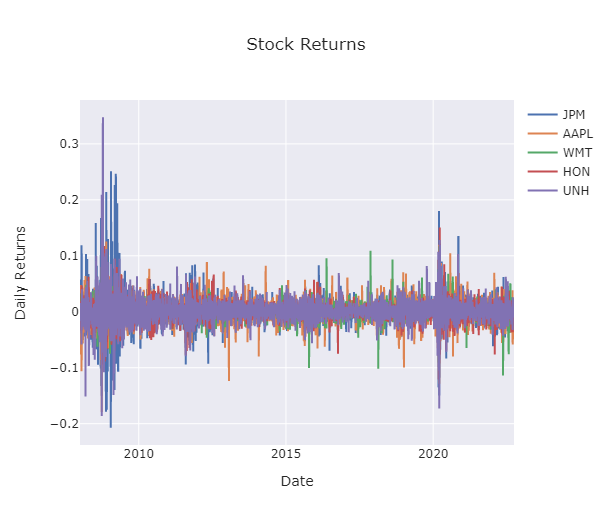 Stock Returns
JPM
AAPL
WMT
HON
UNH
0.3
0.2
0.1
0
−0.1
−0.2
Daily Returns
2010
2015
2020
Date